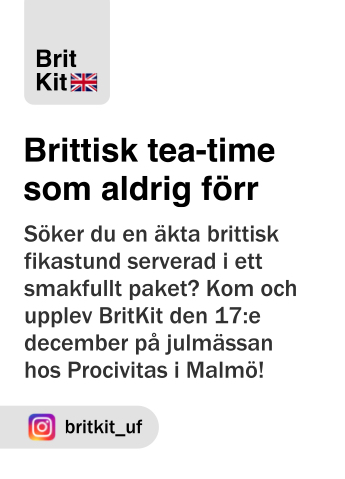 Brit
Kit
Brittisk tea-time
som aldrig förr
Söker du en äkta brittisk
fikastund serverad i ett
smakfullt paket? Kom och
upplev BritKit den 17:e
december på julmässan
hos Procivitas i Malmö!
britkit_uf